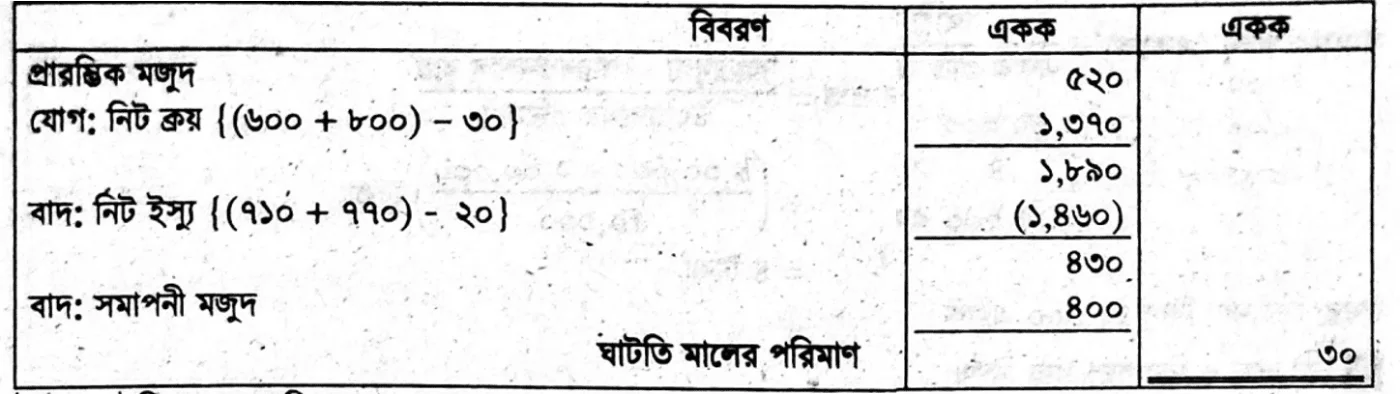 বিবরণ একক একক
প্রারম্ভিক মজুদ ৫২০
যোগ: নিট ক্রয় {(৬০০ + ৮০০) – ৩০} ১,৩৭০
১,৮৯০
বাদ: নিট ইস্যু {(৭১০ + ৭৭০) - ২০} (১,৪৬০)
৪৩০
বাদ: সমাপনী মজুদ ৪০০
ঘাটতি মালের পরিমাণ ৩০